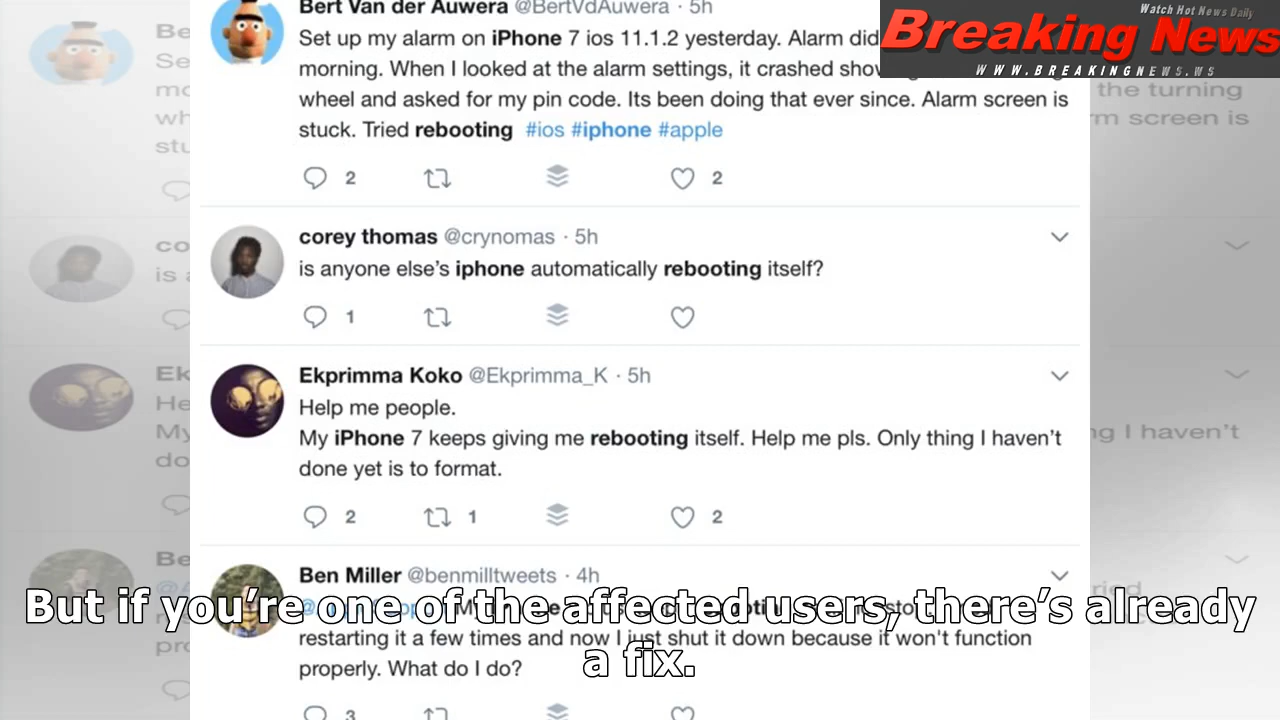 Bert Van der Auwera @BertVdAuwera · 5h
Watch Hot News Daily
Breaking News
WWW.BREAKINGNEWS.WS
Set up my alarm on iPhone 7 ios 11.1.2 yesterday. Alarm did
morning. When I looked at the alarm settings, it crashed
wheel and asked for my pin code. Its been doing that ever since. Alarm screen is
stuck. Tried rebooting #ios #iphone #apple
2 2
corey thomas @crynomas · 5h
is anyone else's iphone automatically rebooting itself?
1
Ekprimma Koko @Ekprimma_K · 5h
Help me people.
My iPhone 7 keeps giving me rebooting itself. Help me pls. Only thing I haven't
done yet is to format.
2 1 2
Ben Miller @benmilltweets · 4h
But if you're one of the affected users, there's already
a fix.
restarting it a few times and now I just shut it down because it won't function
properly. What do I do?
3